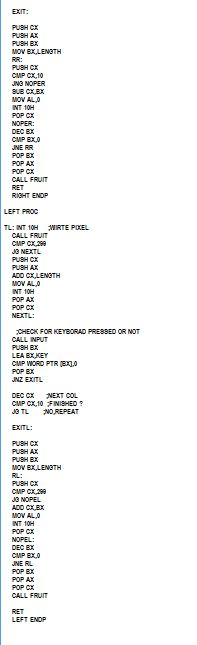 EXIT:
PUSH CX
PUSH AX
PUSH BX
MOV BX,LENGTH
RR:
PUSH CX
CMP CX,10
JNG NOPER
SUB CX,BX
MOV AL,0
INT 10H
POP CX
NOPER:
DEC BX
CMP BX,0
JNE RR
POP BX
POP AX
POP CX
CALL FRUIT
RET
RIGHT ENDP
LEFT PROC
TL: INT 10H ;WIRTE PIXEL
CALL FRUIT
CMP CX,299
JG NEXTL
PUSH CX
PUSH AX
ADD CX,LENGTH
MOV AL,0
INT 10H
POP AX
POP CX
NEXTL:
;CHECK FOR KEYBORAD PRESSED OR NOT
CALL INPUT
PUSH BX
LEA BX,KEY
CMP WORD PTR [BX],0
POP BX
JNZ EXITL
DEC CX ;NEXT COL
CMP CX,10 ;FINISHED ?
JG TL ;NO,REPEAT
EXITL:
PUSH CX
PUSH AX
PUSH BX
MOV BX,LENGTH
RL:
PUSH CX
CMP CX,299
JG NOPEL
ADD CX,BX
MOV AL,0
INT 10H
POP CX
NOPEL:
DEC BX
CMP BX,0
JNE RL
POP BX
POP AX
POP CX
CALL FRUIT
RET
LEFT ENDP